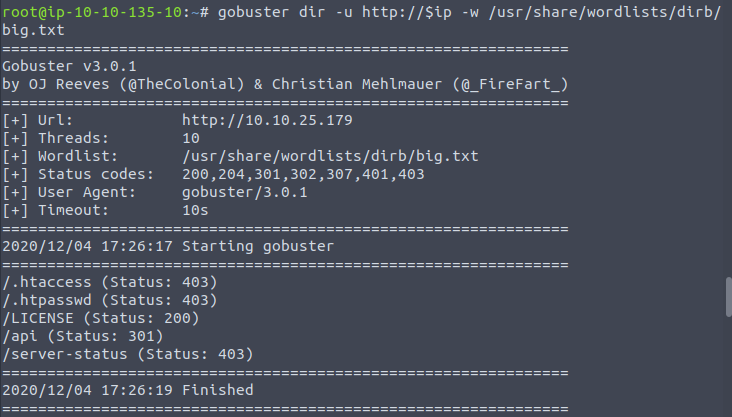 root@ip-10-10-135-10:~# gobuster dir -u http://$ip -w /usr/share/wordlists/dirb/
big.txt
===============================================================
Gobuster v3.0.1
by OJ Reeves (@TheColonial) & Christian Mehlmauer (@_FireFart_)
===============================================================
[+] Url:            http://10.10.25.179
[+] Threads:        10
[+] Wordlist:       /usr/share/wordlists/dirb/big.txt
[+] Status codes:   200,204,301,302,307,401,403
[+] User Agent:     gobuster/3.0.1
[+] Timeout:        10s
===============================================================
2020/12/04 17:26:17 Starting gobuster
===============================================================
/.htaccess (Status: 403)
/.htpasswd (Status: 403)
/LICENSE (Status: 200)
/api (Status: 301)
/server-status (Status: 403)
===============================================================
2020/12/04 17:26:19 Finished
===============================================================